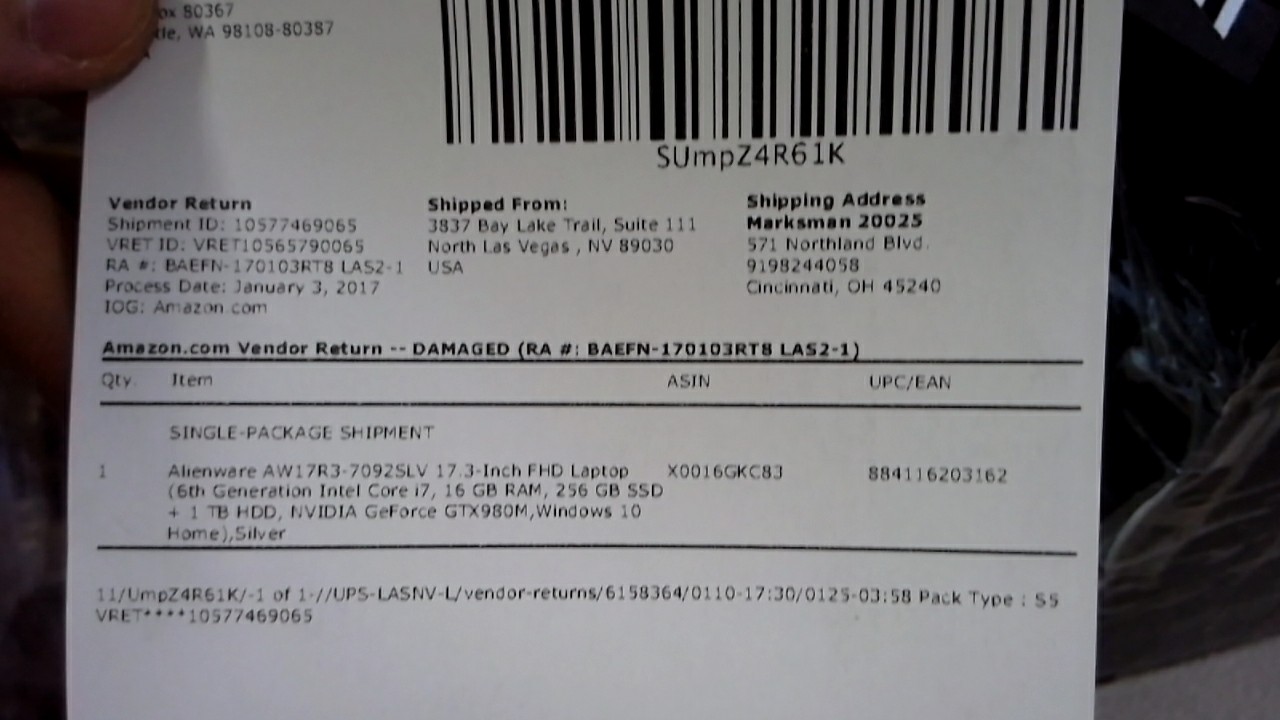 ox 80367
tle, WA 98108-80387
SUmpZ4R61K
Vendor Return
Shipment ID: 10577469065
VRET ID: VRET10565790065
RA #: BAEFN-170103RT8 LAS2-1
Process Date: January 3, 2017
IOG: Amazon.com
Shipped From:
3837 Bay Lake Trail, Suite 111
North Las Vegas , NV 89030
USA
Shipping Address
Marksman 20025
571 Northland Blvd.
9198244058
Cincinnati, OH 45240
Amazon.com Vendor Return -- DAMAGED (RA #: BAEFN-170103RT8 LAS2-1)
Qty. Item ASIN UPC/EAN
SINGLE-PACKAGE SHIPMENT
1 Alienware AW17R3-7092SLV 17.3-Inch FHD Laptop X0016GKC83 884116203162
(6th Generation Intel Core i7, 16 GB RAM, 256 GB SSD
+ 1 TB HDD, NVIDIA GeForce GTX980M,Windows 10
Home),Silver
11/UmpZ4R61K/-1 of 1-//UPS-LASNV-L/vendor-returns/6158364/0110-17:30/0125-03:58 Pack Type : S5
VRET****10577469065